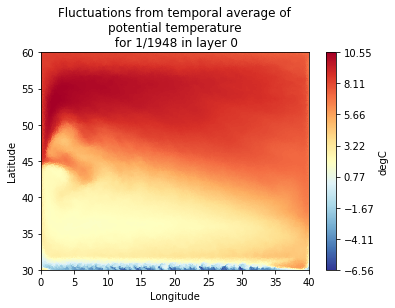 Fluctuations from temporal average of
potential temperature
for 1/1948 in layer 0
60
55
50
45
40
35
30
Latitude
0 5 10 15 20 25 30 35 40
Longitude
10.55
8.11
5.66
3.22
0.77
−1.67
−4.11
−6.56
degC